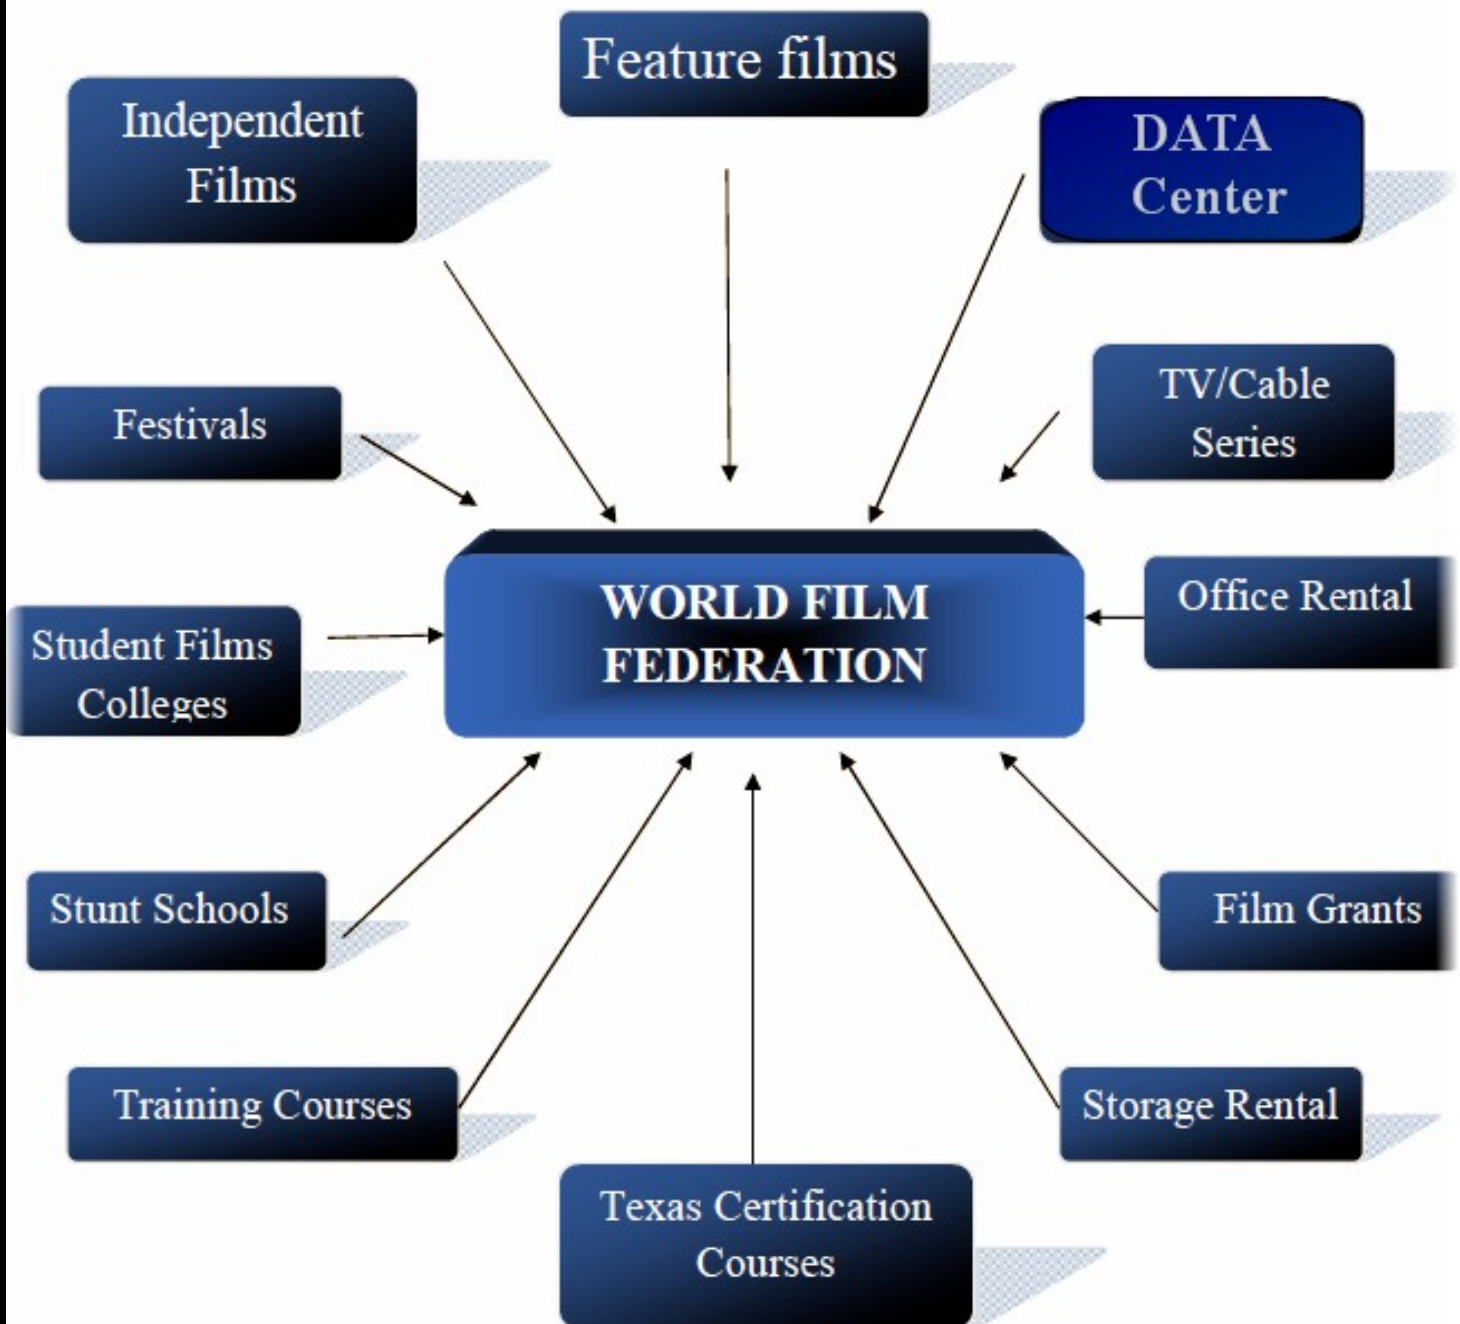 Feature films
Independent
Films
DATA
Center
TV/Cable
Series
Festivals
WORLD FILM
FEDERATION
Office Rental
Student Films
Colleges
Stunt Schools
Film Grants
Training Courses
Storage Rental
Texas Certification
Courses